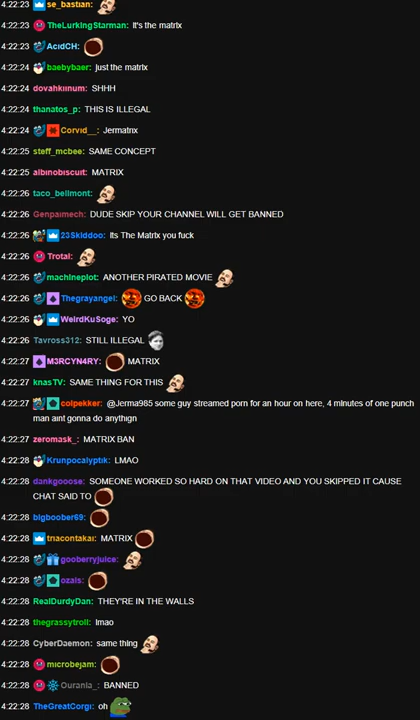 4:22:23 se_bastian:
4:22:23 TheLurkingStarman: It's the matrix
4:22:23 AcidCH:
4:22:24 baebybaer: just the matrix
4:22:24 dovahkiinum: SHHH
4:22:24 thanatos_p: THIS IS ILLEGAL
4:22:24 Corvid__: Jermatrix
4:22:25 steff_mcbee: SAME CONCEPT
4:22:25 albinobiscuit: MATRIX
4:22:26 taco_bellmont:
4:22:26 Genpaimech: DUDE SKIP YOUR CHANNEL WILL GET BANNED
4:22:26 23Skiddoo: Its The Matrix you fuck
4:22:26 Trotal:
4:22:26 machineplot: ANOTHER PIRATED MOVIE
4:22:26 Thegrayangel: GO BACK
4:22:26 WeirdKuSoge: YO
4:22:26 Tavross312: STILL ILLEGAL
4:22:27 M3RCYN4RY: MATRIX
4:22:27 knasTV: SAME THING FOR THIS
4:22:27 colpekker: @Jerma985 some guy streamed porn for an hour on here, 4 minutes of one punch
man aint gonna do anythign
4:22:27 zeromask_: MATRIX BAN
4:22:28 Krunpocalyptik: LMAO
4:22:28 dankgooose: SOMEONE WORKED SO HARD ON THAT VIDEO AND YOU SKIPPED IT CAUSE
CHAT SAID TO
4:22:28 bigboober69:
4:22:28 triacontakai: MATRIX
4:22:28 gooberryjuice:
4:22:28 ozals:
4:22:28 RealDurdyDan: THEY'RE IN THE WALLS
4:22:28 thegrassytroll: lmao
4:22:28 CyberDaemon: same thing
4:22:28 microbejam:
4:22:28 Ourania_: BANNED
4:22:28 TheGreatCorgi: oh